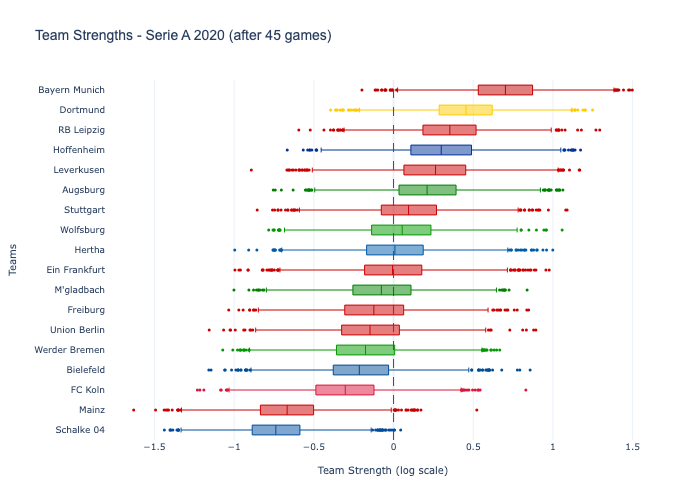 Team Strengths - Serie A 2020 (after 45 games)
Bayern Munich
Dortmund
RB Leipzig
Hoffenheim
Leverkusen
Augsburg
Stuttgart
Wolfsburg
Hertha
Ein Frankfurt
M'gladbach
Freiburg
Union Berlin
Werder Bremen
Bielefeld
FC Koln
Mainz
Schalke 04
Teams
−1.5 −1 −0.5 0 0.5 1 1.5
Team Strength (log scale)